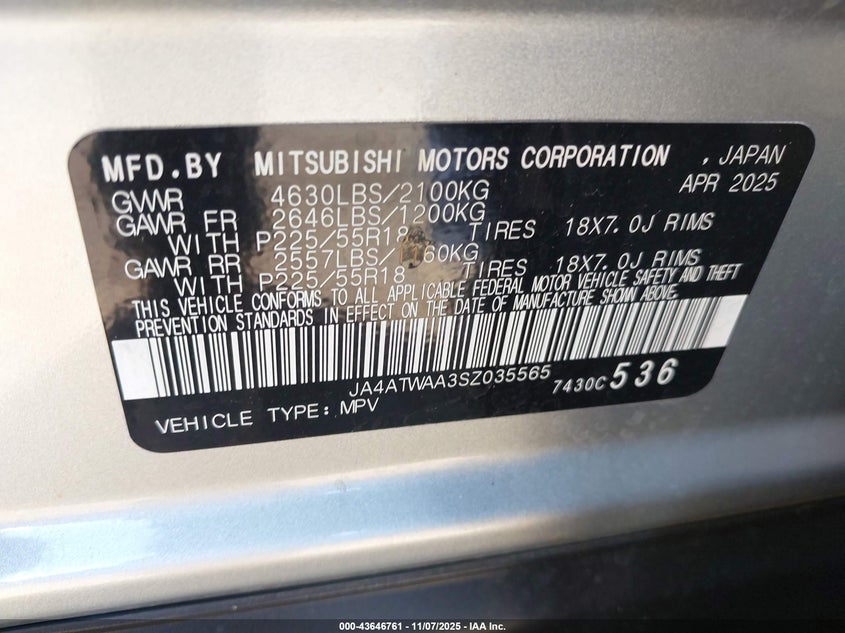 MFD.BY MITSUBISHI MOTORS CORPORATION , JAPAN
APR 2025
GVWR 4630LBS/2100KG
GAWR FR 2646LBS/1200KG
WITH P225/55R18 TIRES 18X7.0J RIMS
GAWR RR 2557LBS/1160KG
WITH P225/55R18 TIRES 18X7.0J RIMS
THIS VEHICLE CONFORMS TO ALL APPLICABLE FEDERAL MOTOR VEHICLE SAFETY AND THEFT
PREVENTION STANDARDS IN EFFECT ON THE DATE OF MANUFACTURE SHOWN ABOVE.
JA4ATWAA3SZ035565
7430C 536
VEHICLE TYPE: MPV
000-43646761 - 11/07/2025 - IAA Inc.